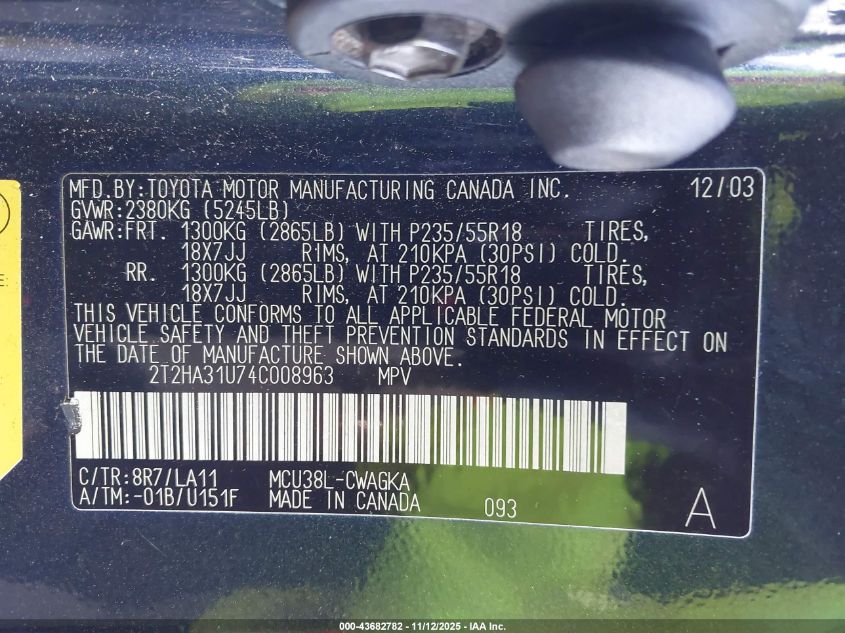 MFD.BY:TOYOTA MOTOR MANUFACTURING CANADA INC. 12/03
GVWR:2380KG (5245LB)
GAWR:FRT. 1300KG (2865LB) WITH P235/55R18 TIRES,
18X7JJ RIMS, AT 210KPA (30PSI) COLD.
RR. 1300KG (2865LB) WITH P235/55R18 TIRES,
18X7JJ RIMS, AT 210KPA (30PSI) COLD.
THIS VEHICLE CONFORMS TO ALL APPLICABLE FEDERAL MOTOR
VEHICLE SAFETY AND THEFT PREVENTION STANDARDS IN EFFECT ON
THE DATE OF MANUFACTURE SHOWN ABOVE.
2T2HA31U74C008963 MPV
C/TR:8R7/LA11 MCU38L-CWAGKA
A/TM:-01B/U151F MADE IN CANADA 093 A
000-43682782 - 11/12/2025 - IAA Inc.